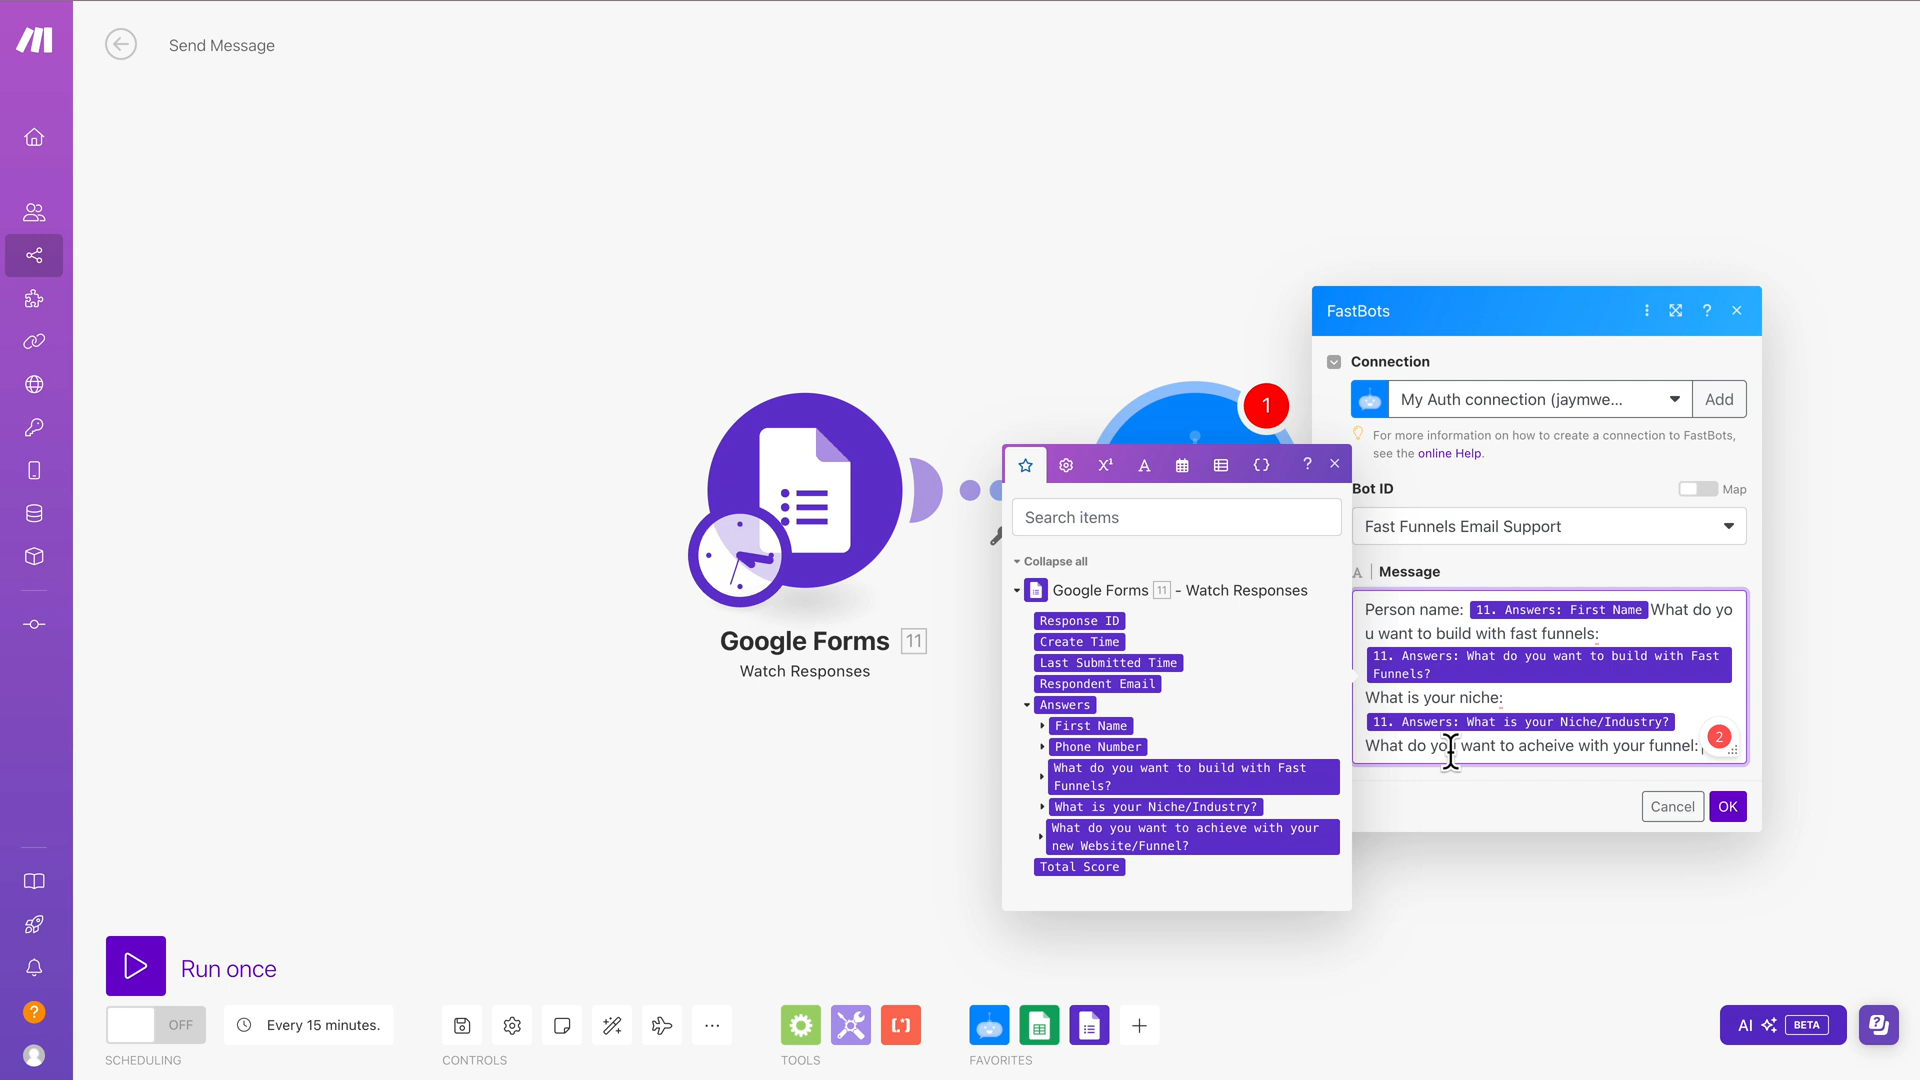 Send Message
1
Google Forms 11
Watch Responses
Search items
Collapse all
Google Forms 11 - Watch Responses
Response ID
Create Time
Last Submitted Time
Respondent Email
Answers
First Name
Phone Number
What do you want to build with Fast
Funnels?
What is your Niche/Industry?
What do you want to achieve with your
new Website/Funnel?
Total Score
FastBots
Connection
My Auth connection (jaymwe...
Add
For more information on how to create a connection to FastBots,
see the online Help.
Bot ID
Map
Fast Funnels Email Support
A Message
Person name: 11. Answers: First Name What do yo
u want to build with fast funnels:
11. Answers: What do you want to build with Fast
Funnels?
What is your niche:
11. Answers: What is your Niche/Industry?
What do you want to acheive with your funnel:
2
Cancel OK
Run once
OFF
Every 15 minutes.
SCHEDULING
CONTROLS
TOOLS
FAVORITES
AI BETA